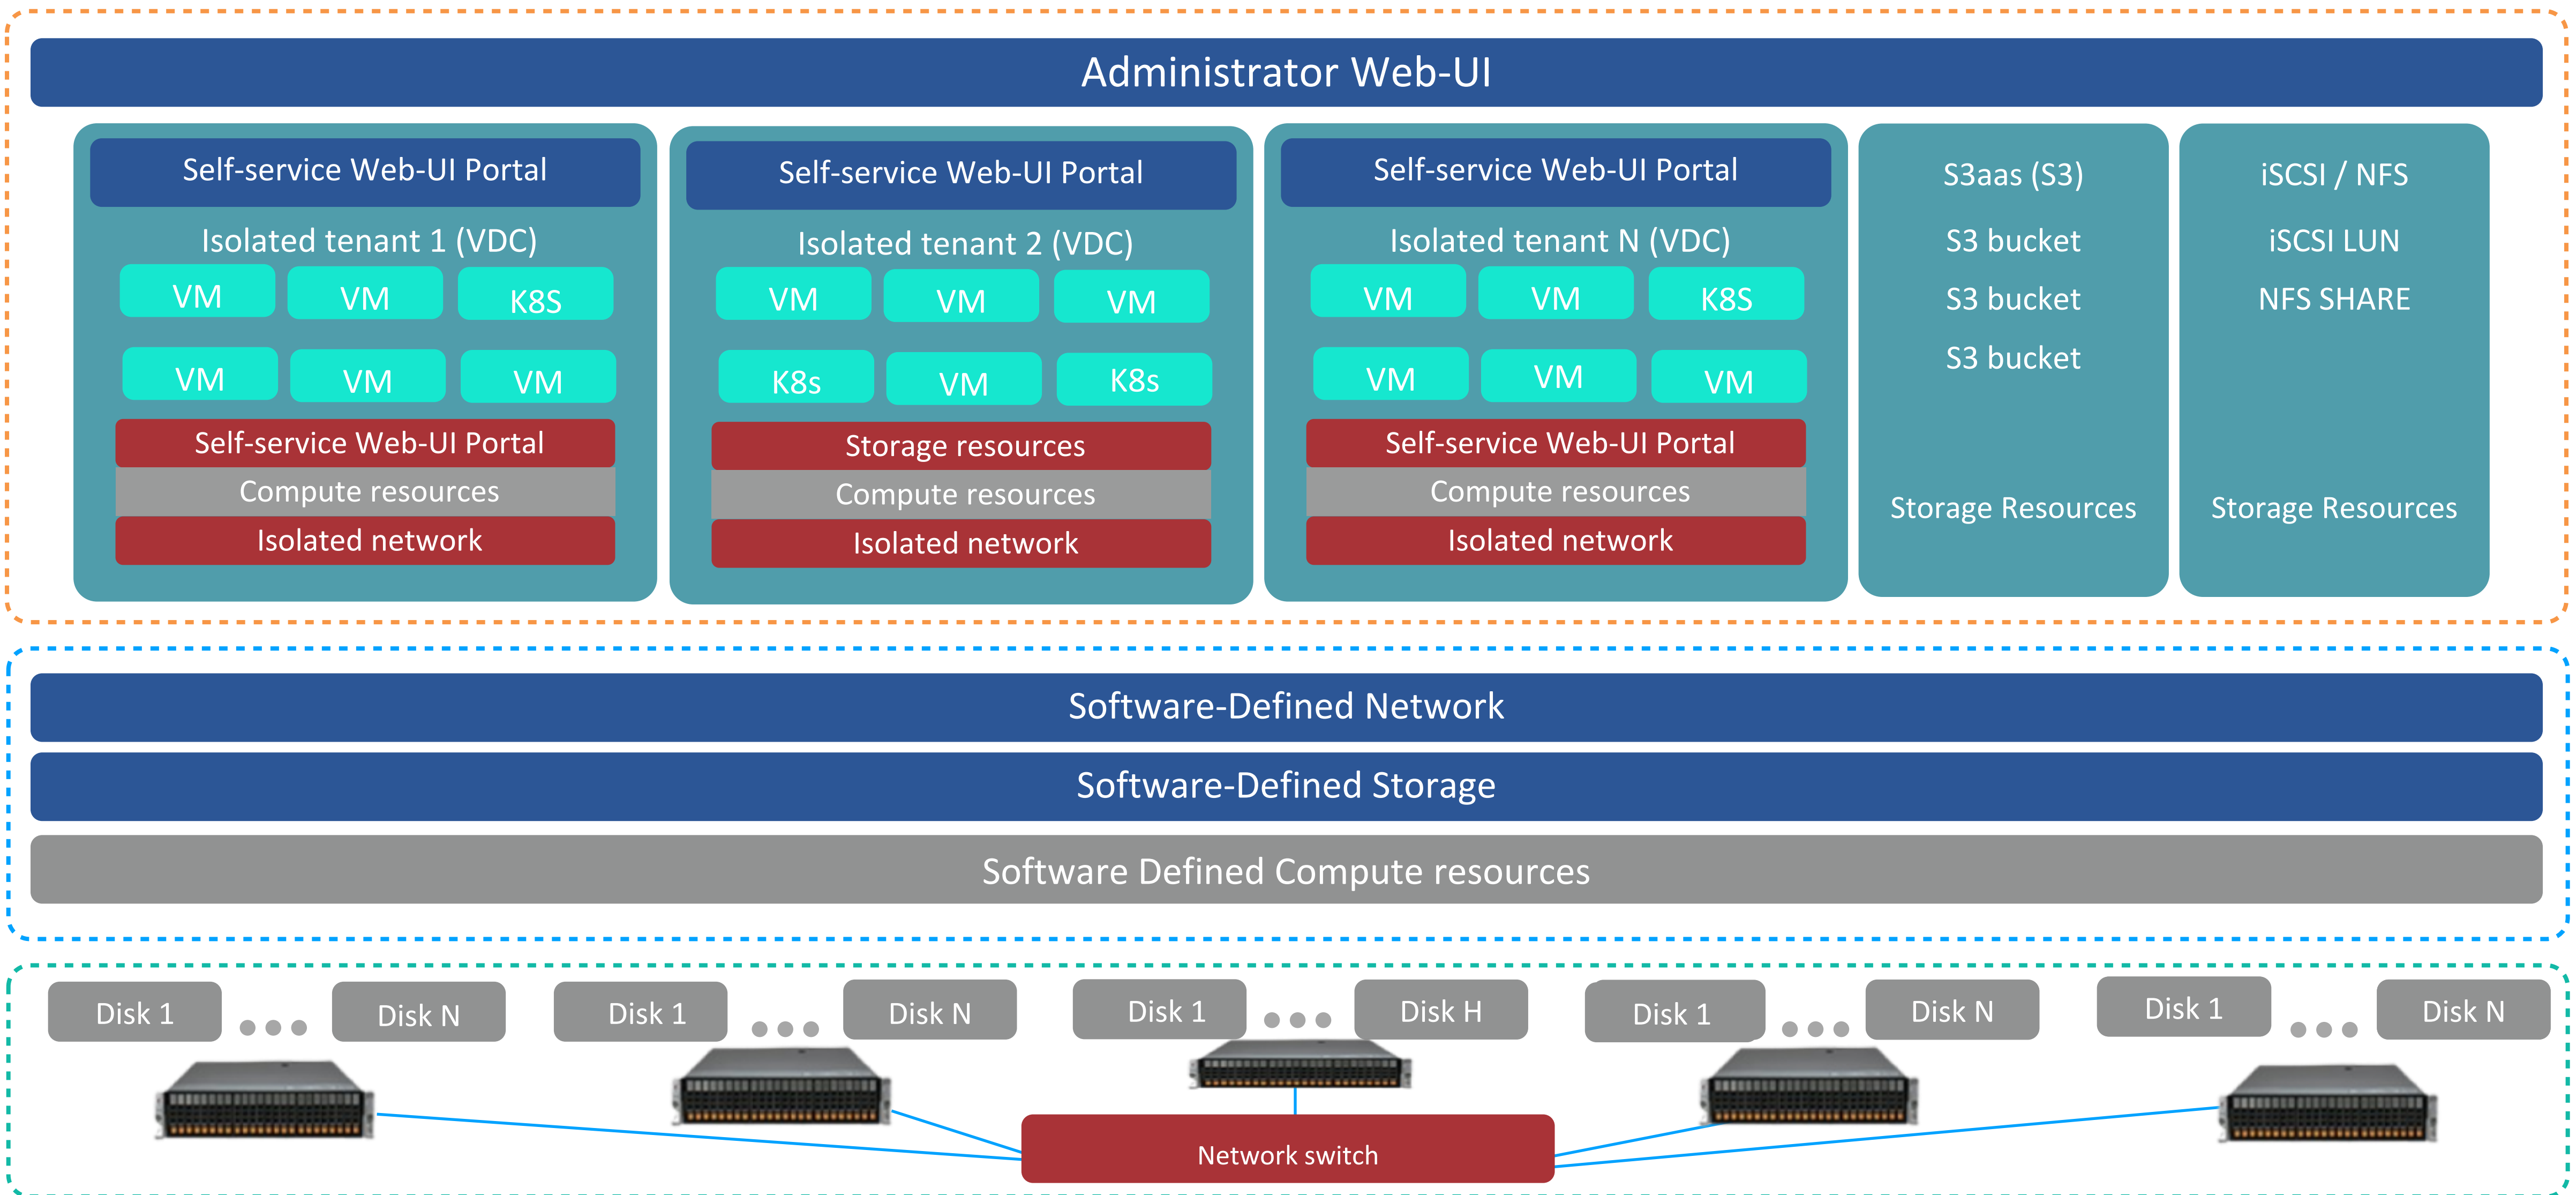 Administrator Web-UI
Self-service Web-UI Portal
Isolated tenant 1 (VDC)
VM
VM
K8S
VM
VM
VM
Self-service Web-UI Portal
Compute resources
Isolated network
Self-service Web-UI Portal
Isolated tenant 2 (VDC)
VM
VM
VM
K8s
VM
K8s
Storage resources
Compute resources
Isolated network
Self-service Web-UI Portal
Isolated tenant N (VDC)
VM
VM
K8S
VM
VM
VM
Self-service Web-UI Portal
Compute resources
Isolated network
S3aas (S3)
S3 bucket
S3 bucket
S3 bucket
Storage Resources
iSCSI / NFS
iSCSI LUN
NFS SHARE
Storage Resources
Software-Defined Network
Software-Defined Storage
Software Defined Compute resources
Disk 1
Disk N
Disk 1
Disk N
Disk 1
Disk H
Disk 1
Disk N
Disk 1
Disk N
Network switch